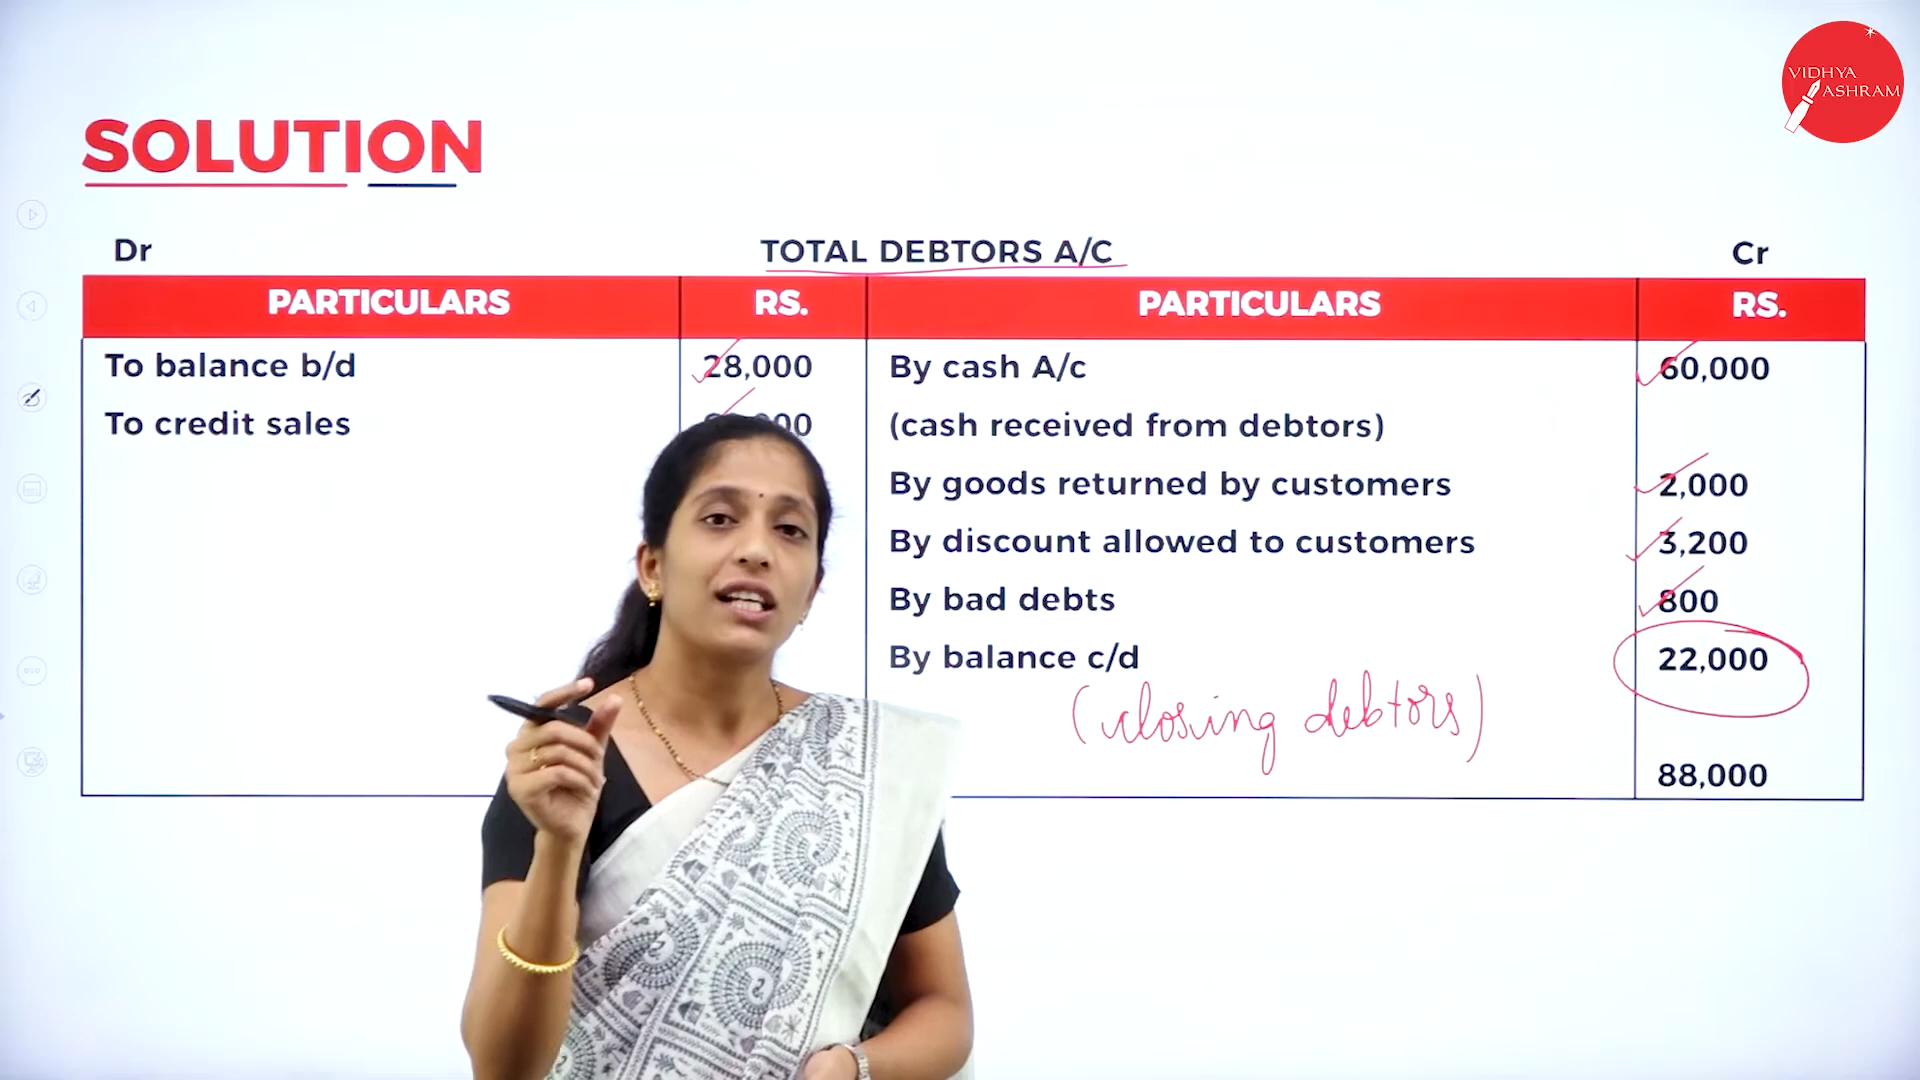 VIDHYA
ASHRAM
SOLUTION
Dr TOTAL DEBTORS A/C Cr
PARTICULARS RS. PARTICULARS RS.
To balance b/d 28,000 By cash A/c 60,000
To credit sales (cash received from debtors)
By goods returned by customers 2,000
By discount allowed to customers 3,200
By bad debts 800
By balance c/d 22,000
(closing debtors)
88,000